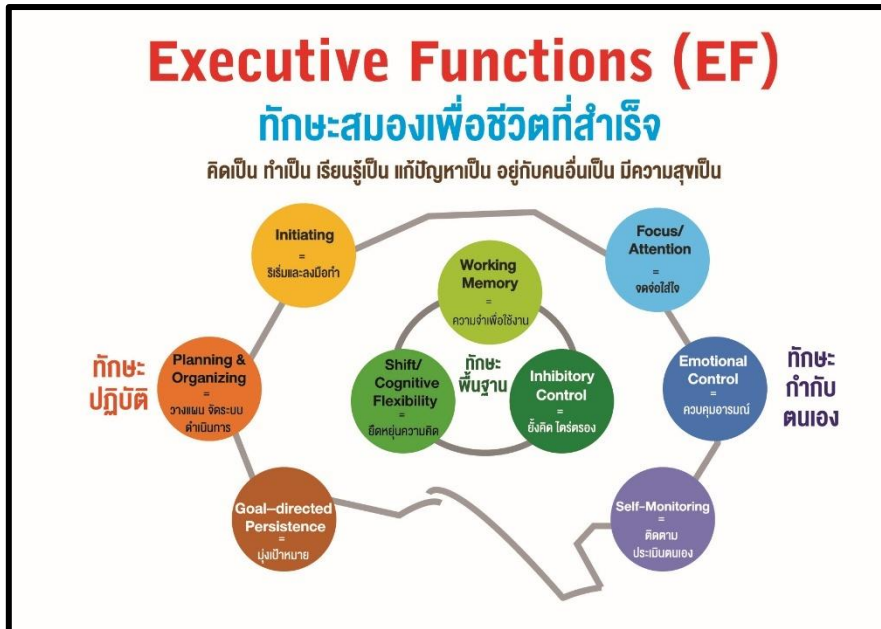 Executive Functions (EF)
ทักษะสมองเพื่อชีวิตที่สำเร็จ
คิดเป็น ทำเป็น เรียนรู้เป็น แก้ปัญหาเป็น อยู่กับคนอื่นเป็น มีความสุขเป็น
Initiating
=
ริเริ่มและลงมือทำ
Focus/
Attention
=
จดจ่อใส่ใจ
Working
Memory
=
ความจำเพื่อใช้งาน
ทักษะ
ปฏิบัติ
Planning &
Organizing
=
วางแผน จัดระบบ
ดำเนินการ
Shift/
Cognitive
Flexibility
=
ยืดหยุ่นความคิด
ทักษะ
พื้นฐาน
Inhibitory
Control
=
ยั้งคิด ไตร่ตรอง
Emotional
Control
=
ควบคุมอารมณ์
ทักษะ
กำกับ
ตนเอง
Goal–directed
Persistence
=
มุ่งเป้าหมาย
Self-Monitoring
=
ติดตาม
ประเมินตนเอง